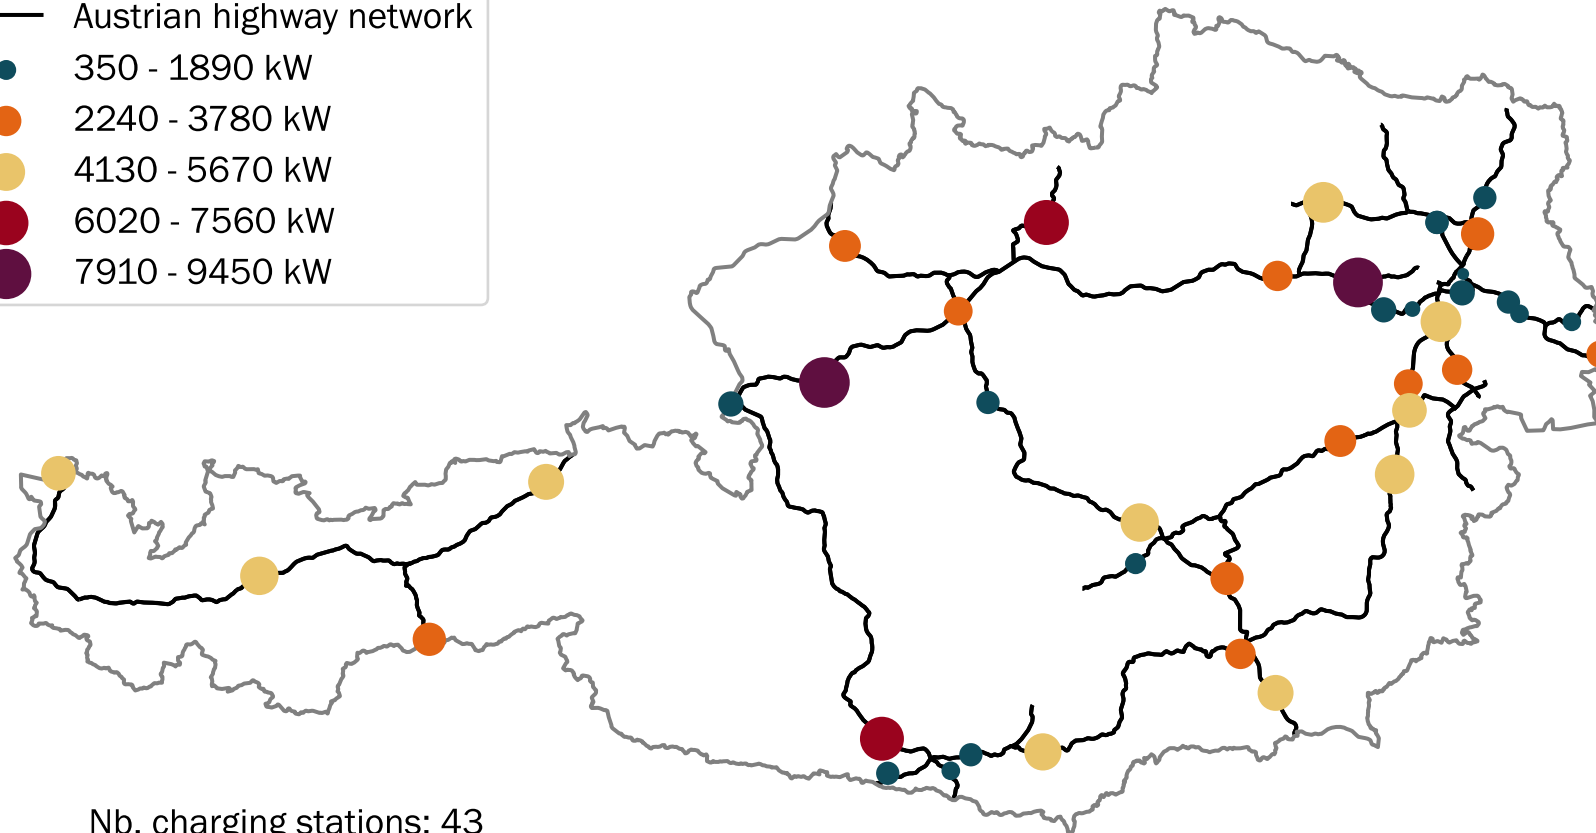 Austrian highway network
350 - 1890 kW
2240 - 3780 kW
4130 - 5670 kW
6020 - 7560 kW
7910 - 9450 kW
Nb. charging stations: 43